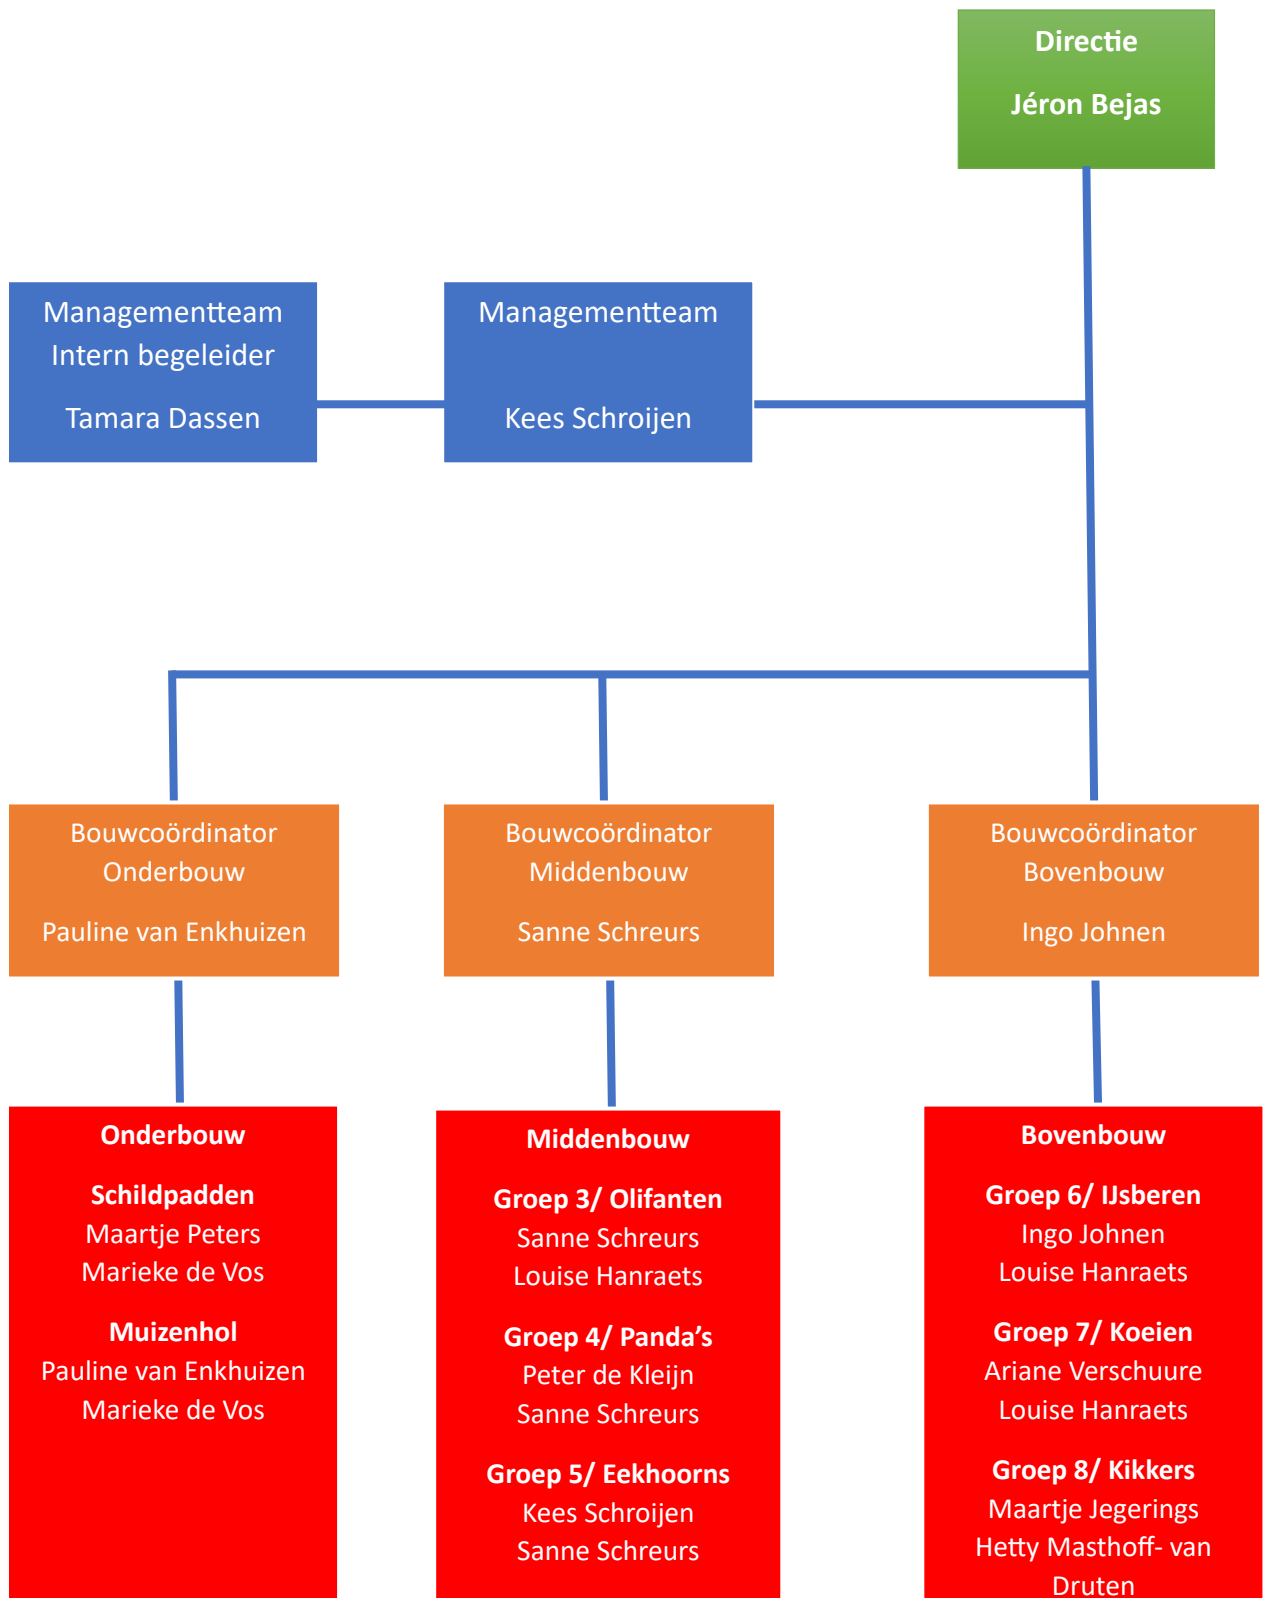 Directie
Jéron Bejas
Managementteam
Intern begeleider
Tamara Dassen
Managementteam
Kees Schroijen
Bouwcoördinator
Onderbouw
Pauline van Enkhuizen
Bouwcoördinator
Middenbouw
Sanne Schreurs
Bouwcoördinator
Bovenbouw
Ingo Johnen
Onderbouw
Schildpadden
Maartje Peters
Marieke de Vos
Muizenhol
Pauline van Enkhuizen
Marieke de Vos
Middenbouw
Groep 3/ Olifanten
Sanne Schreurs
Louise Hanraets
Groep 4/ Panda’s
Peter de Kleijn
Sanne Schreurs
Groep 5/ Eekhoorns
Kees Schroijen
Sanne Schreurs
Bovenbouw
Groep 6/ IJsberen
Ingo Johnen
Louise Hanraets
Groep 7/ Koeien
Ariane Verschuure
Louise Hanraets
Groep 8/ Kikkers
Maartje Jegerings
Hetty Masthoff- van
Druten